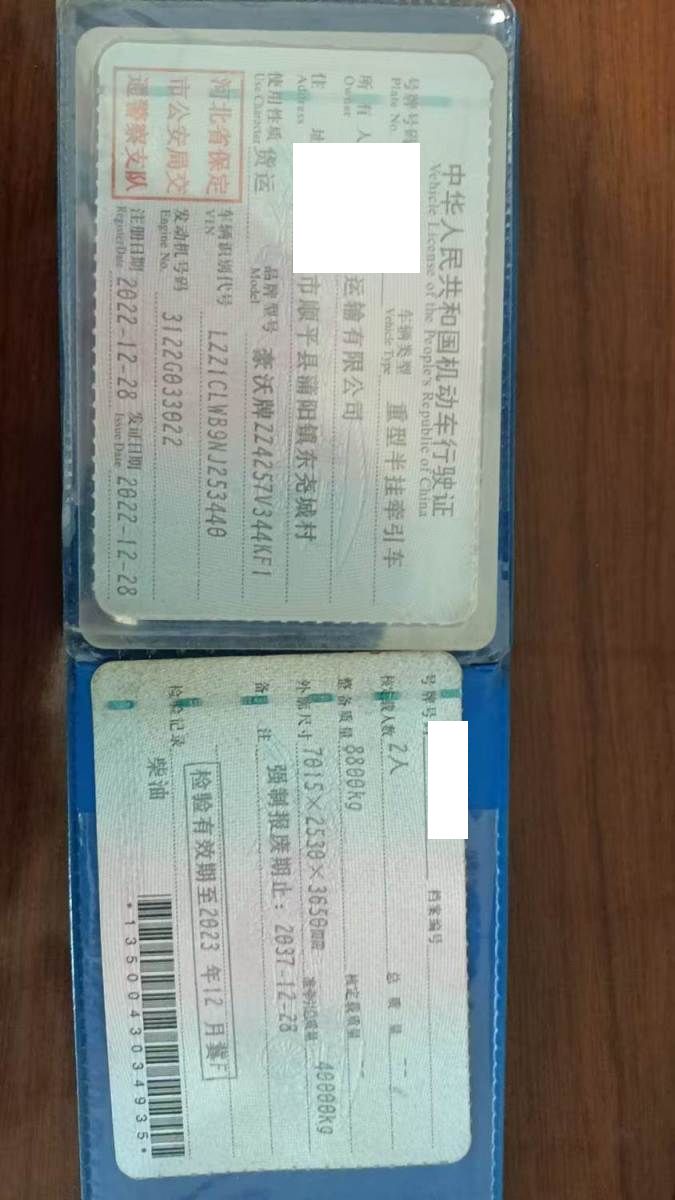 中华人民共和国机动车行驶证
Vehicle License of the People's Republic of China
号牌号码
Plate No.
车辆类型 重型半挂牵引车
Vehicle Type
所有人 运输有限公司
Owner
住 址 市顺平县蒲阳镇东尧城村
Address
使用性质 货运 品牌型号 豪沃牌ZZ4257V344KF1
Use Character Model
河北省保定
市公安局交
通警察支队
车辆识别代号 LZZ1CLWB9NJ253440
VIN
发动机号码 3122G033022
Engine No.
注册日期 2022-12-28 发证日期 2022-12-28
Register Date Issue Date
号牌号 档案编号
核定载人数 2人 总质量 --
整备质量 8800kg 核定载质量 --
外廓尺寸 7015×2530×3650mm 准牵引总质量 40000kg
备 注 强制报废期止：2037-12-28
检验有效期至2023 年12 月
检验记录
柴油
*1350043034935*